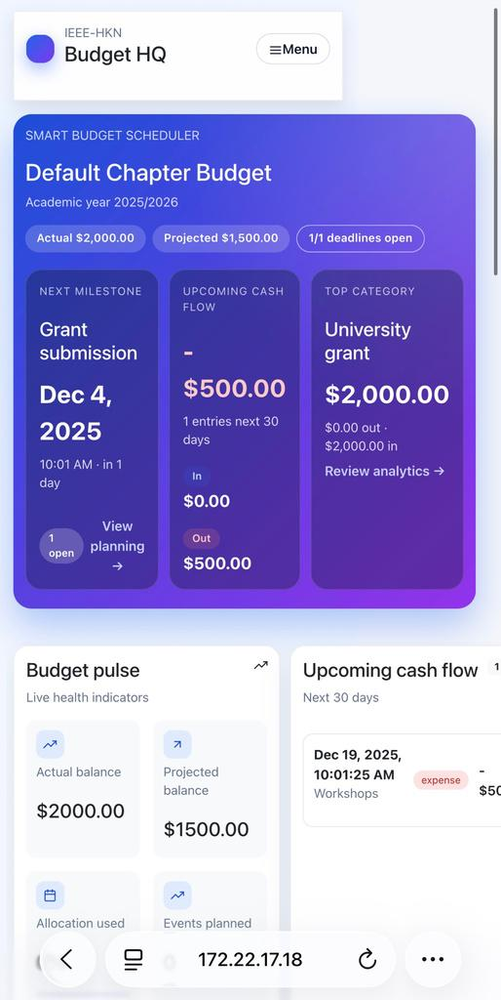 IEEE-HKN
Budget HQ
Menu
SMART BUDGET SCHEDULER
Default Chapter Budget
Academic year 2025/2026
Actual $2,000.00
Projected $1,500.00
1/1 deadlines open
NEXT MILESTONE
Grant
submission
Dec 4,
2025
10:01 AM · in 1
day
1
open
View
planning
→
UPCOMING CASH
FLOW
-
$500.00
1 entries next 30
days
In
$0.00
Out
$500.00
TOP CATEGORY
University
grant
$2,000.00
$0.00 out ·
$2,000.00 in
Review analytics →
Budget pulse
Live health indicators
Actual balance
$2000.00
Projected
balance
$1500.00
Allocation used
Events planned
Upcoming cash flow
1
Next 30 days
Dec 19, 2025,
10:01:25 AM
Workshops
expense
-
$50
172.22.17.18